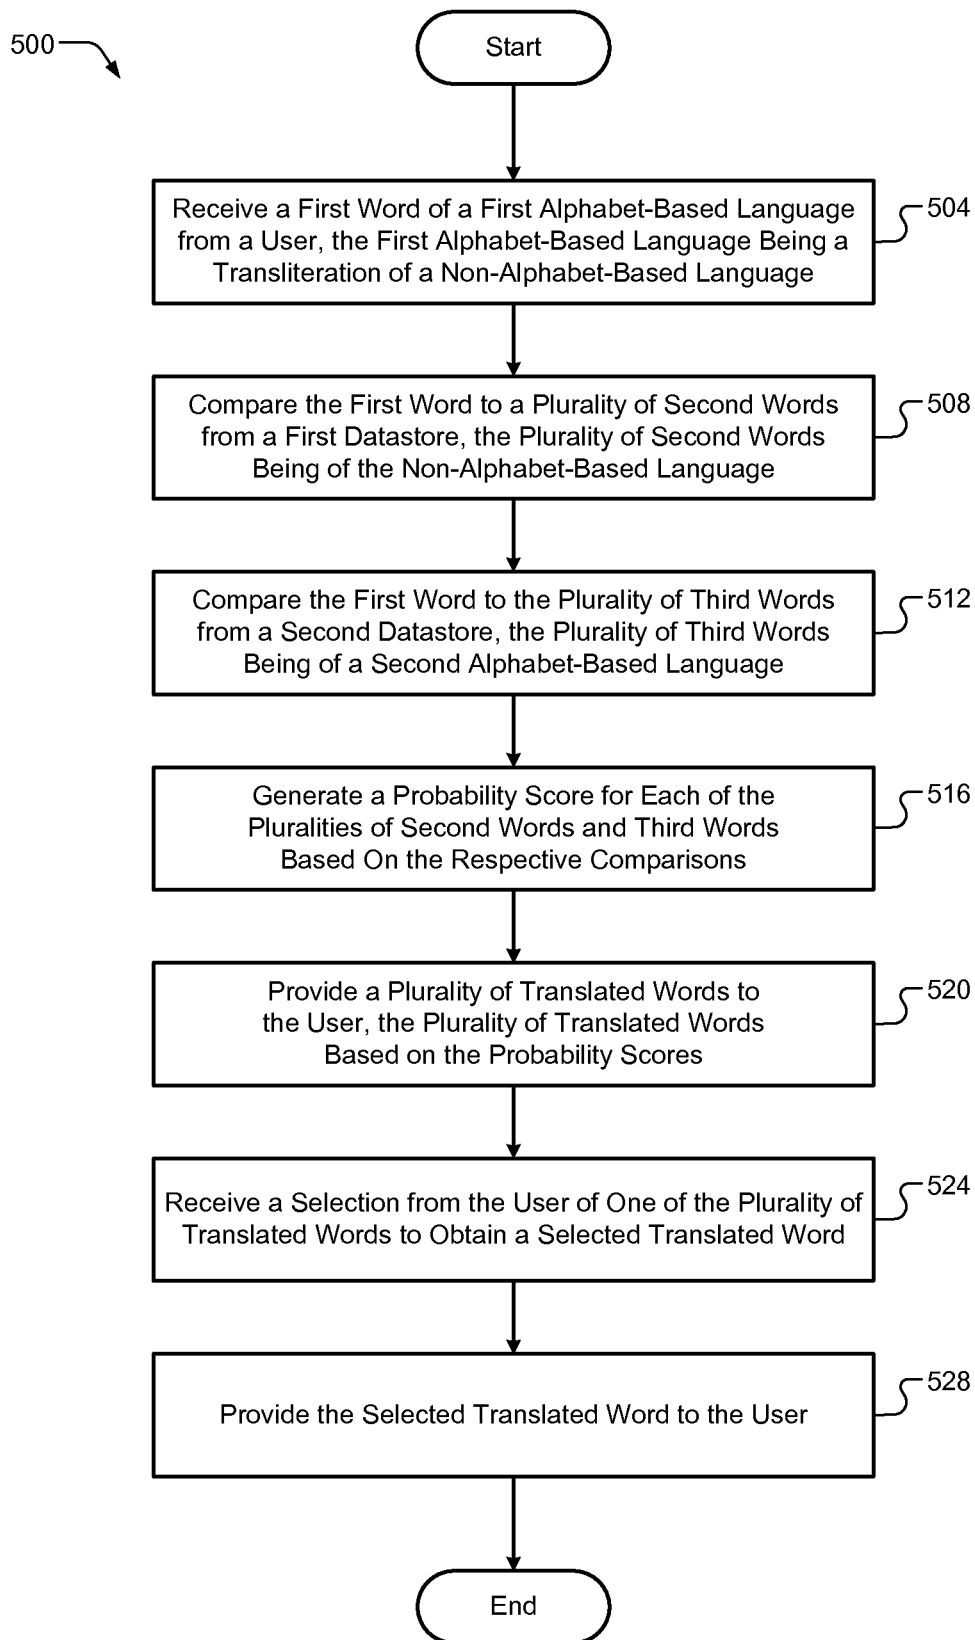 500
Start
Receive a First Word of a First Alphabet-Based Language
from a User, the First Alphabet-Based Language Being a
Transliteration of a Non-Alphabet-Based Language
504
Compare the First Word to a Plurality of Second Words
from a First Datastore, the Plurality of Second Words
Being of the Non-Alphabet-Based Language
508
Compare the First Word to the Plurality of Third Words
from a Second Datastore, the Plurality of Third Words
Being of a Second Alphabet-Based Language
512
Generate a Probability Score for Each of the
Pluralities of Second Words and Third Words
Based On the Respective Comparisons
516
Provide a Plurality of Translated Words to
the User, the Plurality of Translated Words
Based on the Probability Scores
520
Receive a Selection from the User of One of the Plurality of
Translated Words to Obtain a Selected Translated Word
524
Provide the Selected Translated Word to the User
528
End